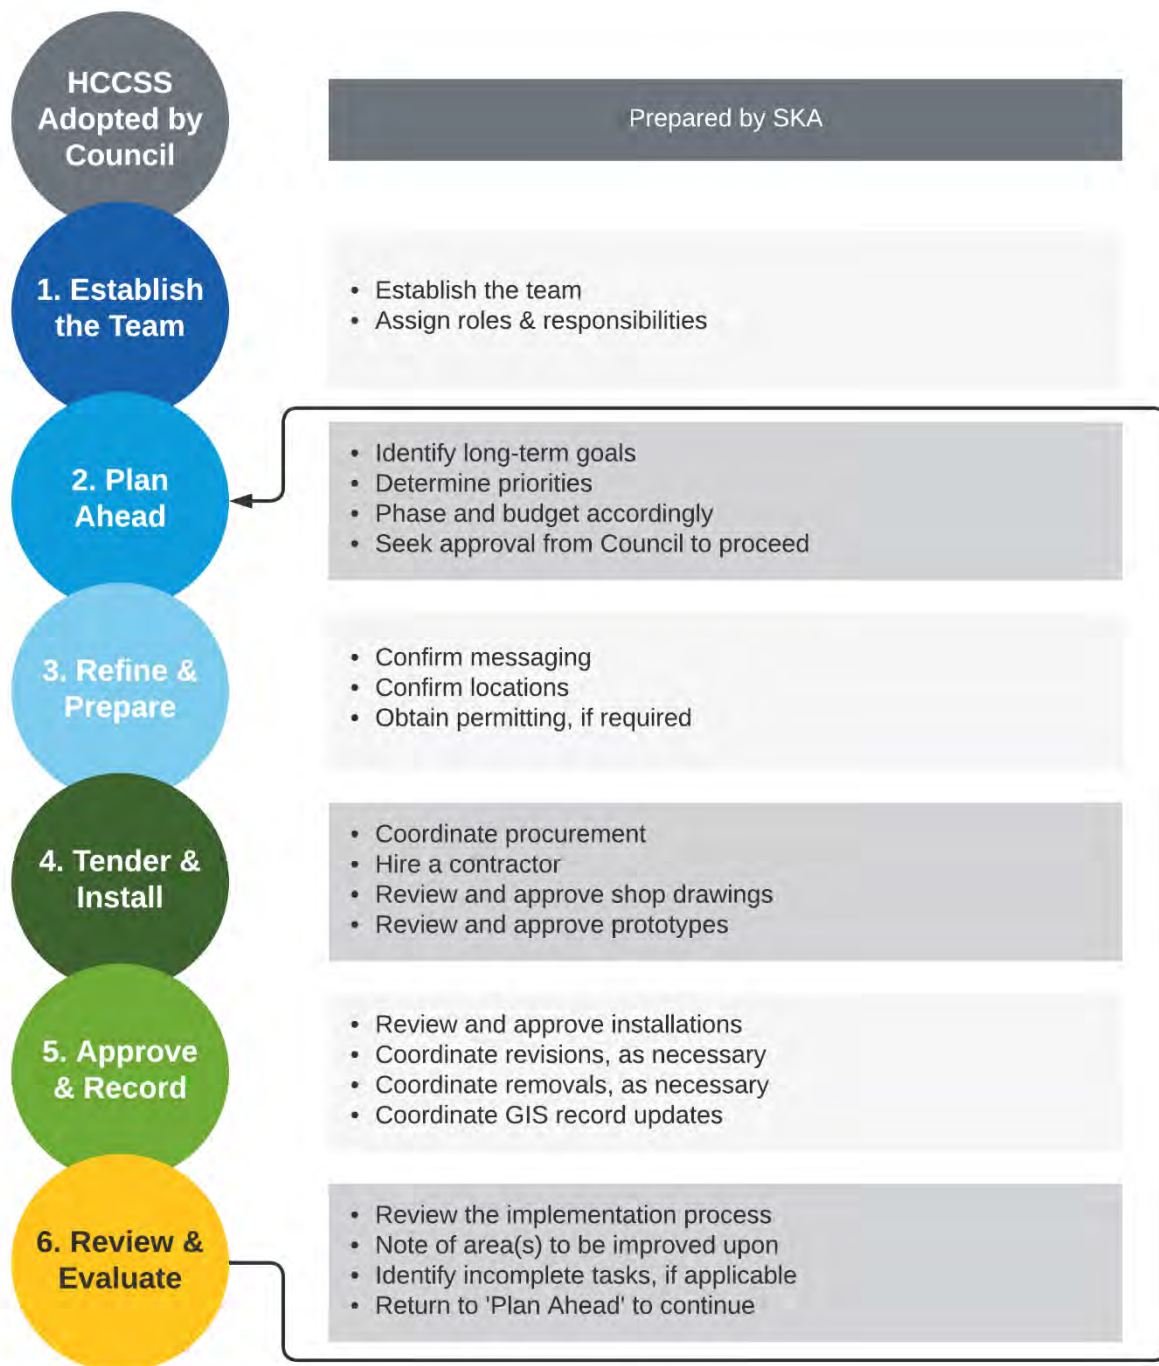 HCCSS
Adopted by
Council
Prepared by SKA
1. Establish
the Team
• Establish the team
• Assign roles & responsibilities
2. Plan
Ahead
• Identify long-term goals
• Determine priorities
• Phase and budget accordingly
• Seek approval from Council to proceed
3. Refine &
Prepare
• Confirm messaging
• Confirm locations
• Obtain permitting, if required
4. Tender &
Install
• Coordinate procurement
• Hire a contractor
• Review and approve shop drawings
• Review and approve prototypes
5. Approve
& Record
• Review and approve installations
• Coordinate revisions, as necessary
• Coordinate removals, as necessary
• Coordinate GIS record updates
6. Review &
Evaluate
• Review the implementation process
• Note of area(s) to be improved upon
• Identify incomplete tasks, if applicable
• Return to 'Plan Ahead' to continue